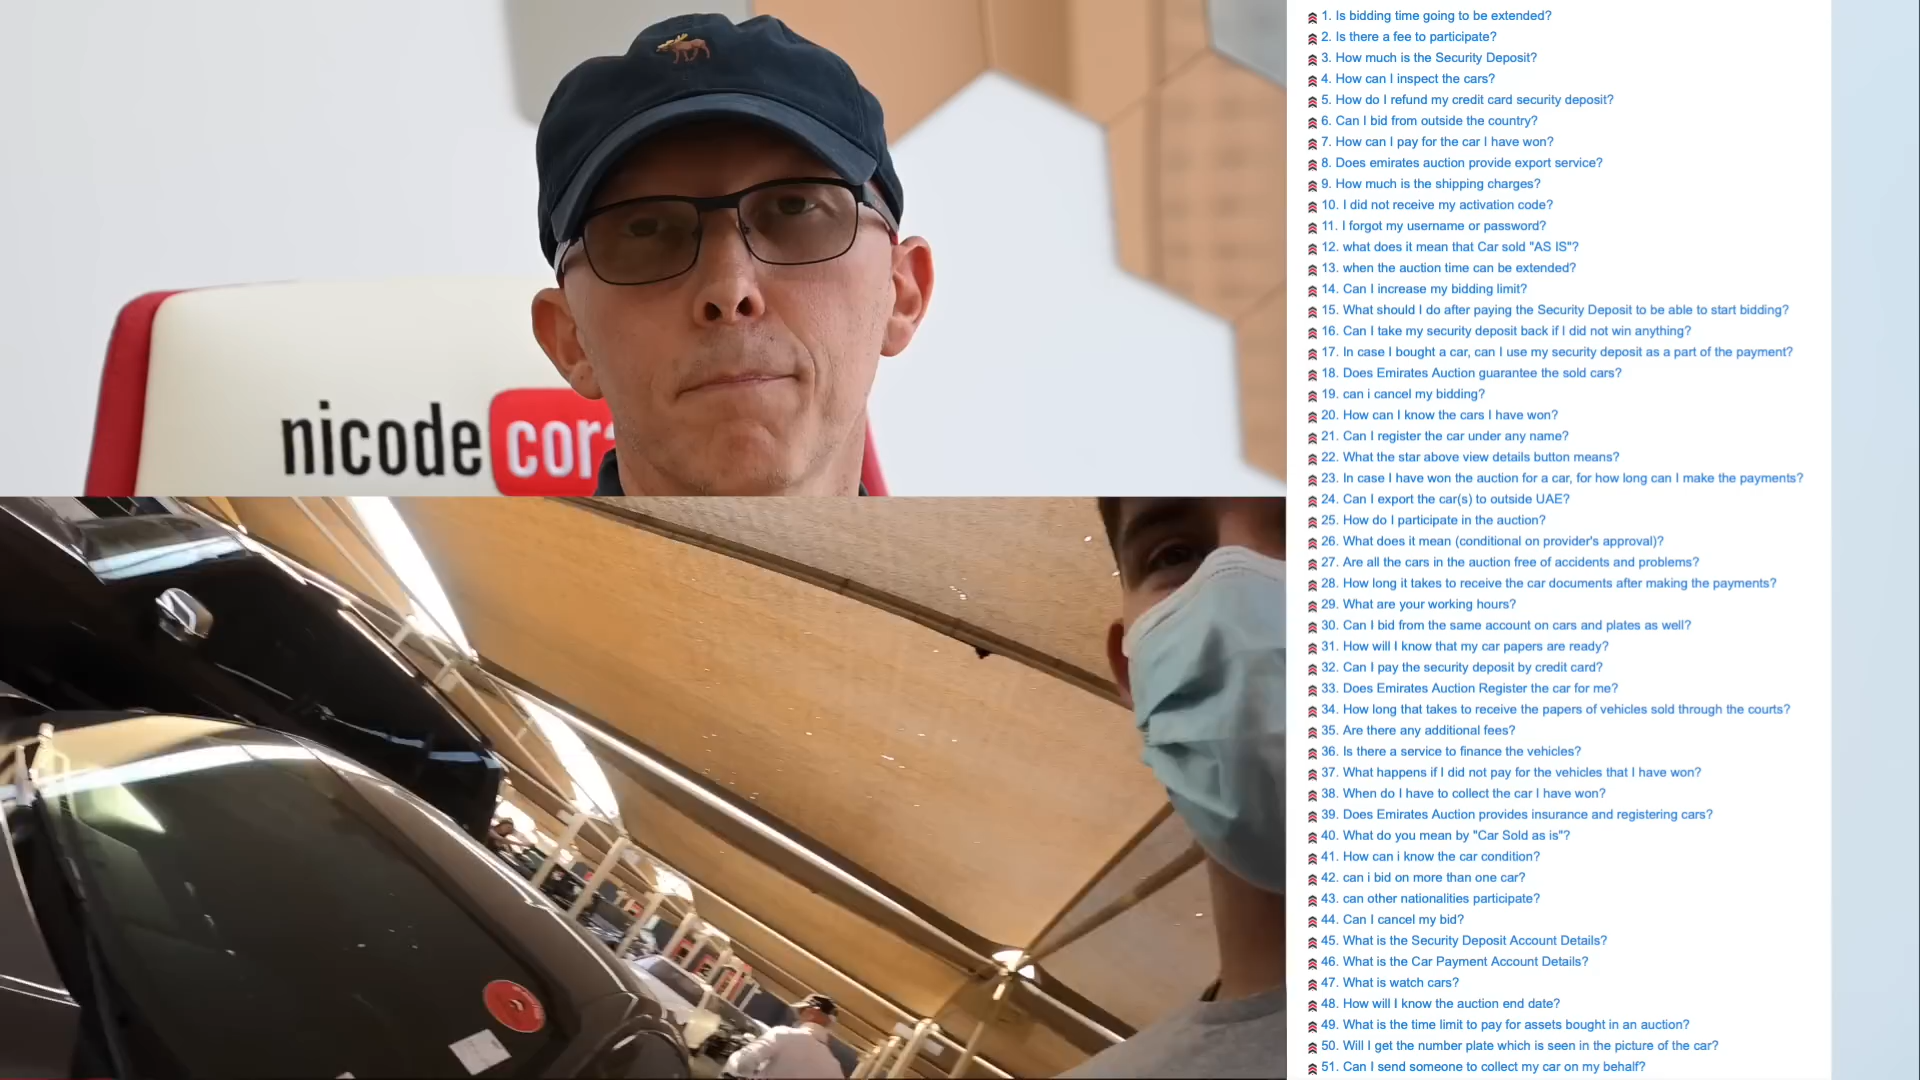 nicode
cor
1. Is bidding time going to be extended?
2. Is there a fee to participate?
3. How much is the Security Deposit?
4. How can I inspect the cars?
5. How do I refund my credit card security deposit?
6. Can I bid from outside the country?
7. How can I pay for the car I have won?
8. Does emirates auction provide export service?
9. How much is the shipping charges?
10. I did not receive my activation code?
11. I forgot my username or password?
12. what does it mean that Car sold "AS IS"?
13. when the auction time can be extended?
14. Can I increase my bidding limit?
15. What should I do after paying the Security Deposit to be able to start bidding?
16. Can I take my security deposit back if I did not win anything?
17. In case I bought a car, can I use my security deposit as a part of the payment?
18. Does Emirates Auction guarantee the sold cars?
19. can i cancel my bidding?
20. How can I know the cars I have won?
21. Can I register the car under any name?
22. What the star above view details button means?
23. In case I have won the auction for a car, for how long can I make the payments?
24. Can I export the car(s) to outside UAE?
25. How do I participate in the auction?
26. What does it mean (conditional on provider's approval)?
27. Are all the cars in the auction free of accidents and problems?
28. How long it takes to receive the car documents after making the payments?
29. What are your working hours?
30. Can I bid from the same account on cars and plates as well?
31. How will I know that my car papers are ready?
32. Can I pay the security deposit by credit card?
33. Does Emirates Auction Register the car for me?
34. How long that takes to receive the papers of vehicles sold through the courts?
35. Are there any additional fees?
36. Is there a service to finance the vehicles?
37. What happens if I did not pay for the vehicles that I have won?
38. When do I have to collect the car I have won?
39. Does Emirates Auction provides insurance and registering cars?
40. What do you mean by "Car Sold as is"?
41. How can i know the car condition?
42. can i bid on more than one car?
43. can other nationalities participate?
44. Can I cancel my bid?
45. What is the Security Deposit Account Details?
46. What is the Car Payment Account Details?
47. What is watch cars?
48. How will I know the auction end date?
49. What is the time limit to pay for assets bought in an auction?
50. Will I get the number plate which is seen in the picture of the car?
51. Can I send someone to collect my car on my behalf?